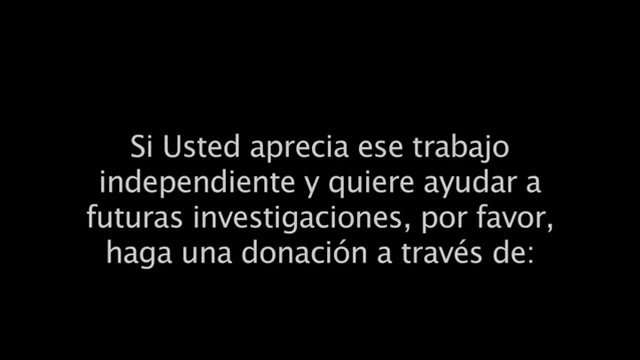 Si Usted aprecia ese trabajo
independiente y quiere ayudar a
futuras investigaciones, por favor,
haga una donación a través de: